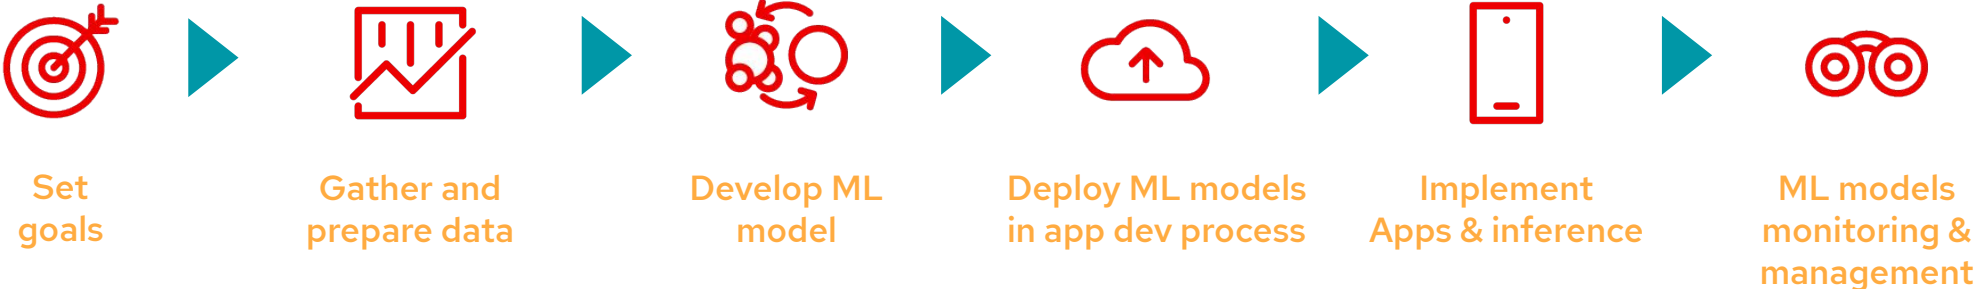 Set
goals
Gather and
prepare data
Develop ML
model
Deploy ML models
in app dev process
Implement
Apps & inference
ML models
monitoring &
management